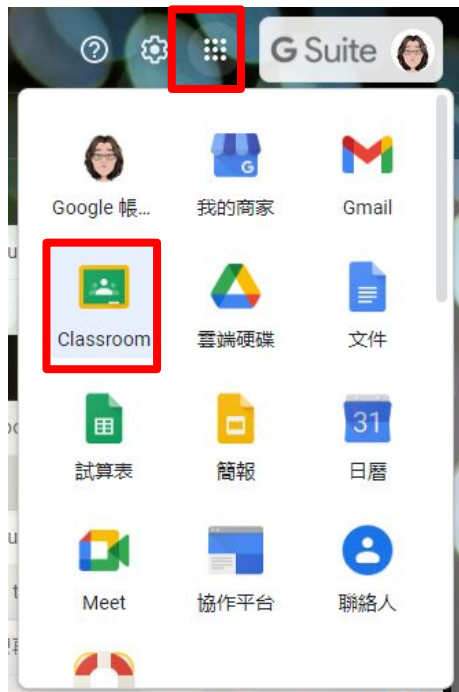 G Suite
Google 帳...
我的商家
Gmail
Classroom
雲端硬碟
文件
試算表
簡報
31
日曆
Meet
協作平台
聯絡人